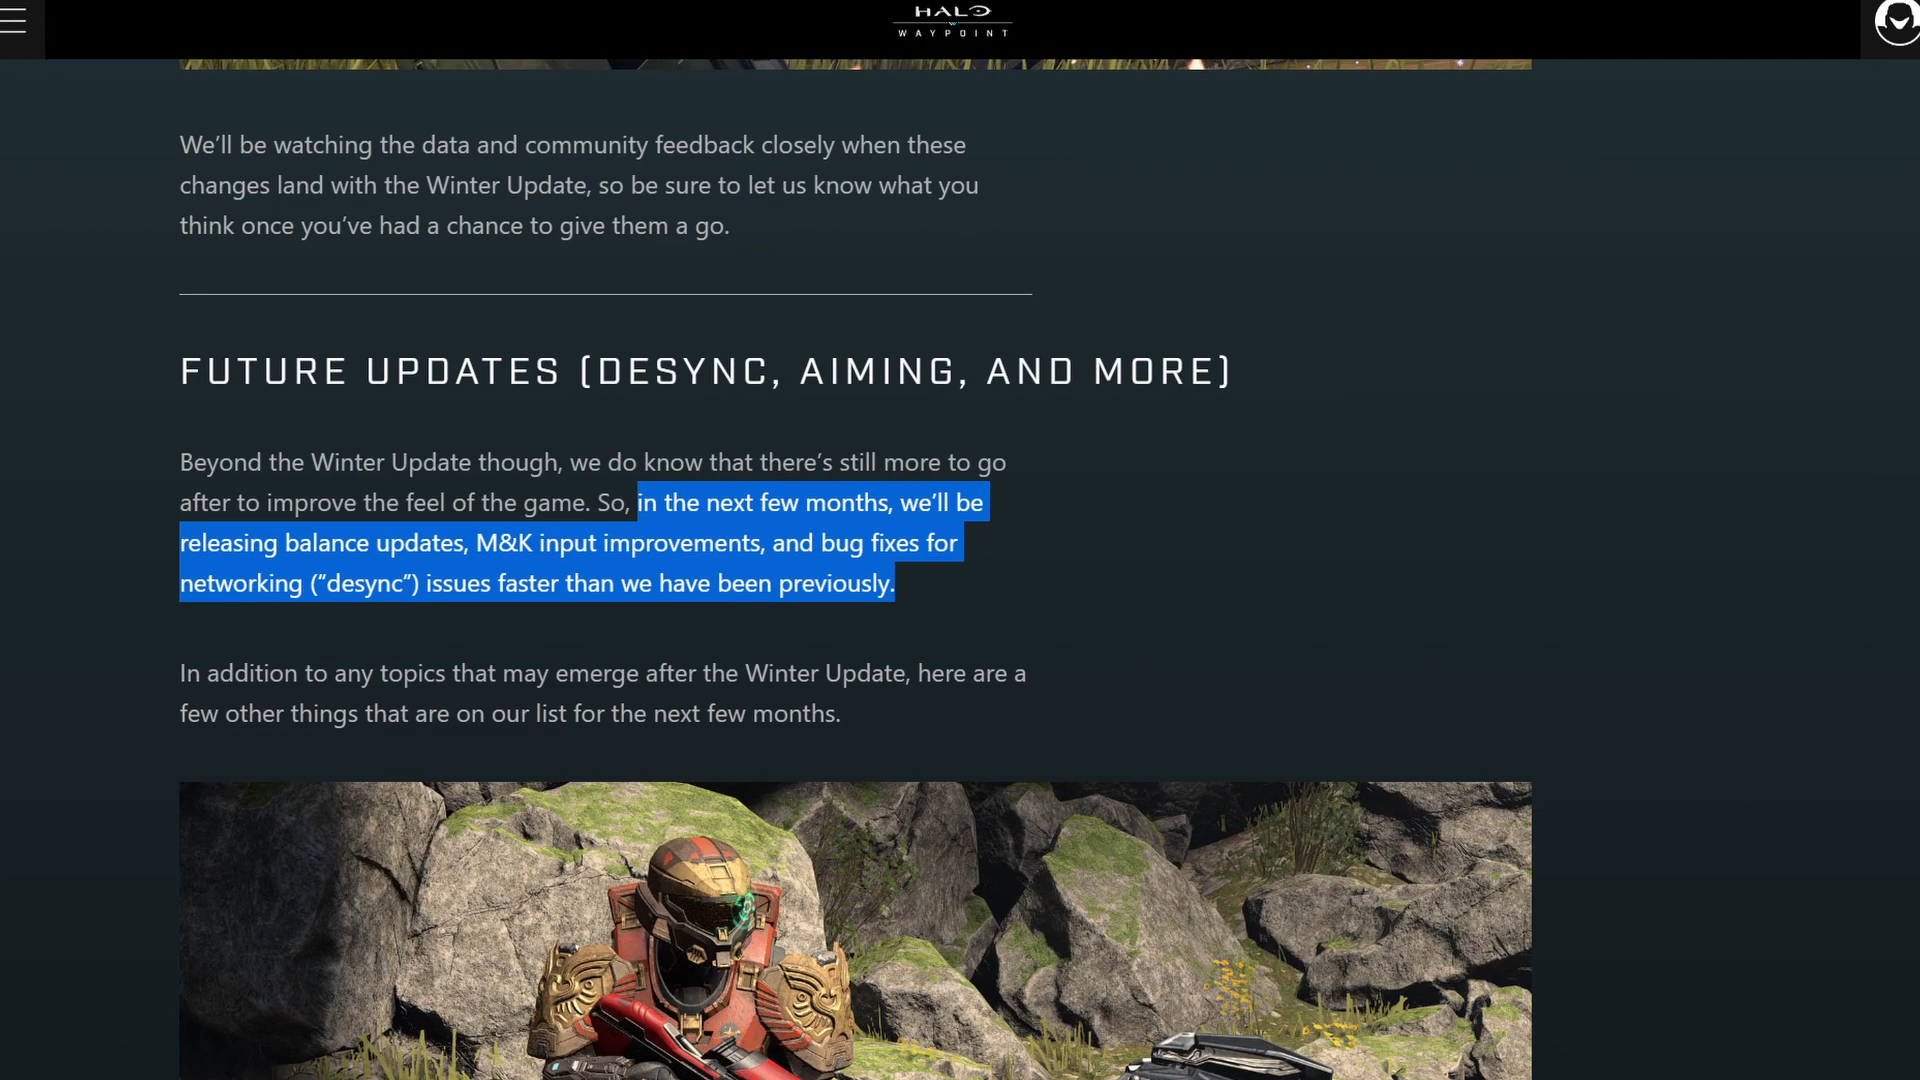 HALO
WAYPOINT
We’ll be watching the data and community feedback closely when these
changes land with the Winter Update, so be sure to let us know what you
think once you’ve had a chance to give them a go.
FUTURE UPDATES (DESYNC, AIMING, AND MORE)
Beyond the Winter Update though, we do know that there’s still more to go
after to improve the feel of the game. So, in the next few months, we’ll be
releasing balance updates, M&K input improvements, and bug fixes for
networking (“desync”) issues faster than we have been previously.
In addition to any topics that may emerge after the Winter Update, here are a
few other things that are on our list for the next few months.